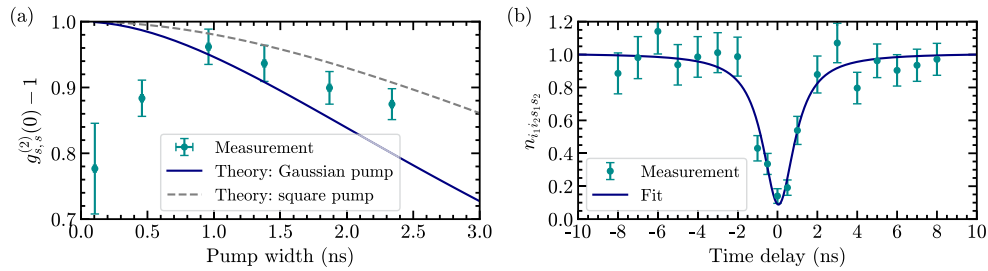 (a)
1.0
0.9
0.8
0.7
g_{s,s}^{(2)}(0) − 1
Measurement
Theory: Gaussian pump
Theory: square pump
0.0 0.5 1.0 1.5 2.0 2.5 3.0
Pump width (ns)
(b)
1.2
1.0
0.8
0.6
0.4
0.2
0.0
n_{i_1 i_2 s_1 s_2}
Measurement
Fit
-10 -8 -6 -4 -2 0 2 4 6 8 10
Time delay (ns)